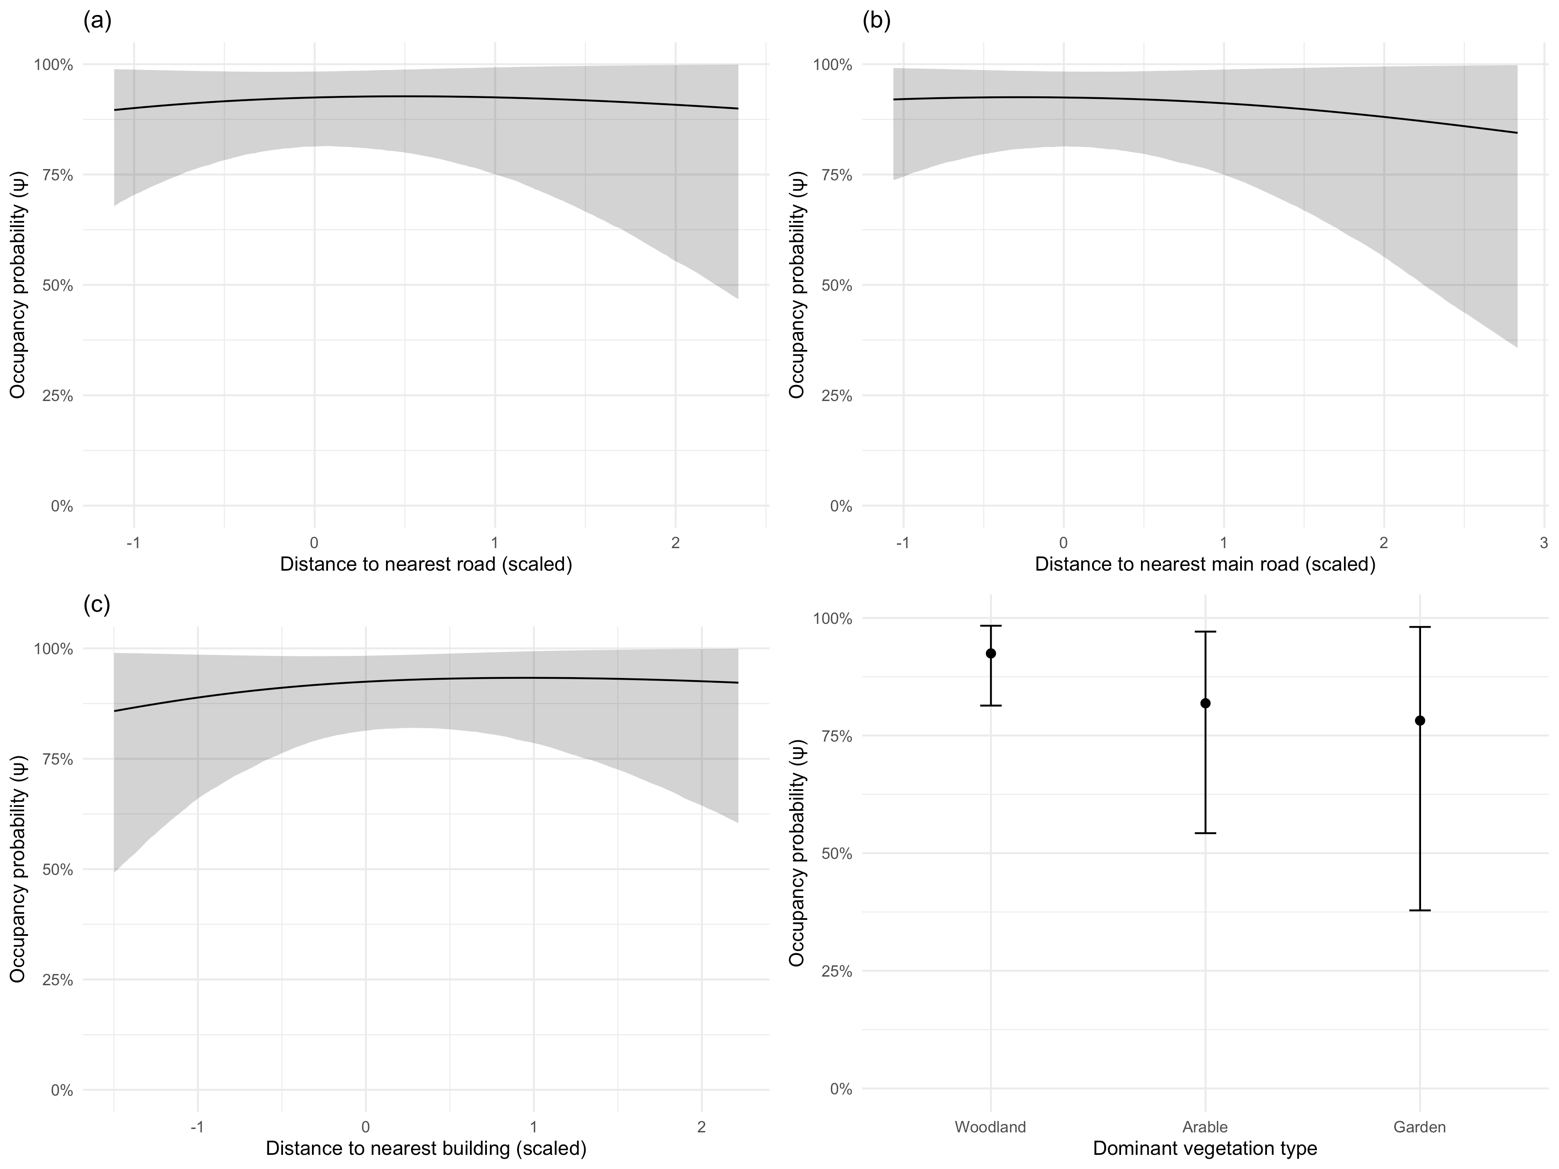 (a)
100%
75%
50%
25%
0%
Occupancy probability (ψ)
-1 0 1 2
Distance to nearest road (scaled)
(b)
100%
75%
50%
25%
0%
Occupancy probability (ψ)
-1 0 1 2 3
Distance to nearest main road (scaled)
(c)
100%
75%
50%
25%
0%
Occupancy probability (ψ)
-1 0 1 2
Distance to nearest building (scaled)
100%
75%
50%
25%
0%
Occupancy probability (ψ)
Woodland Arable Garden
Dominant vegetation type